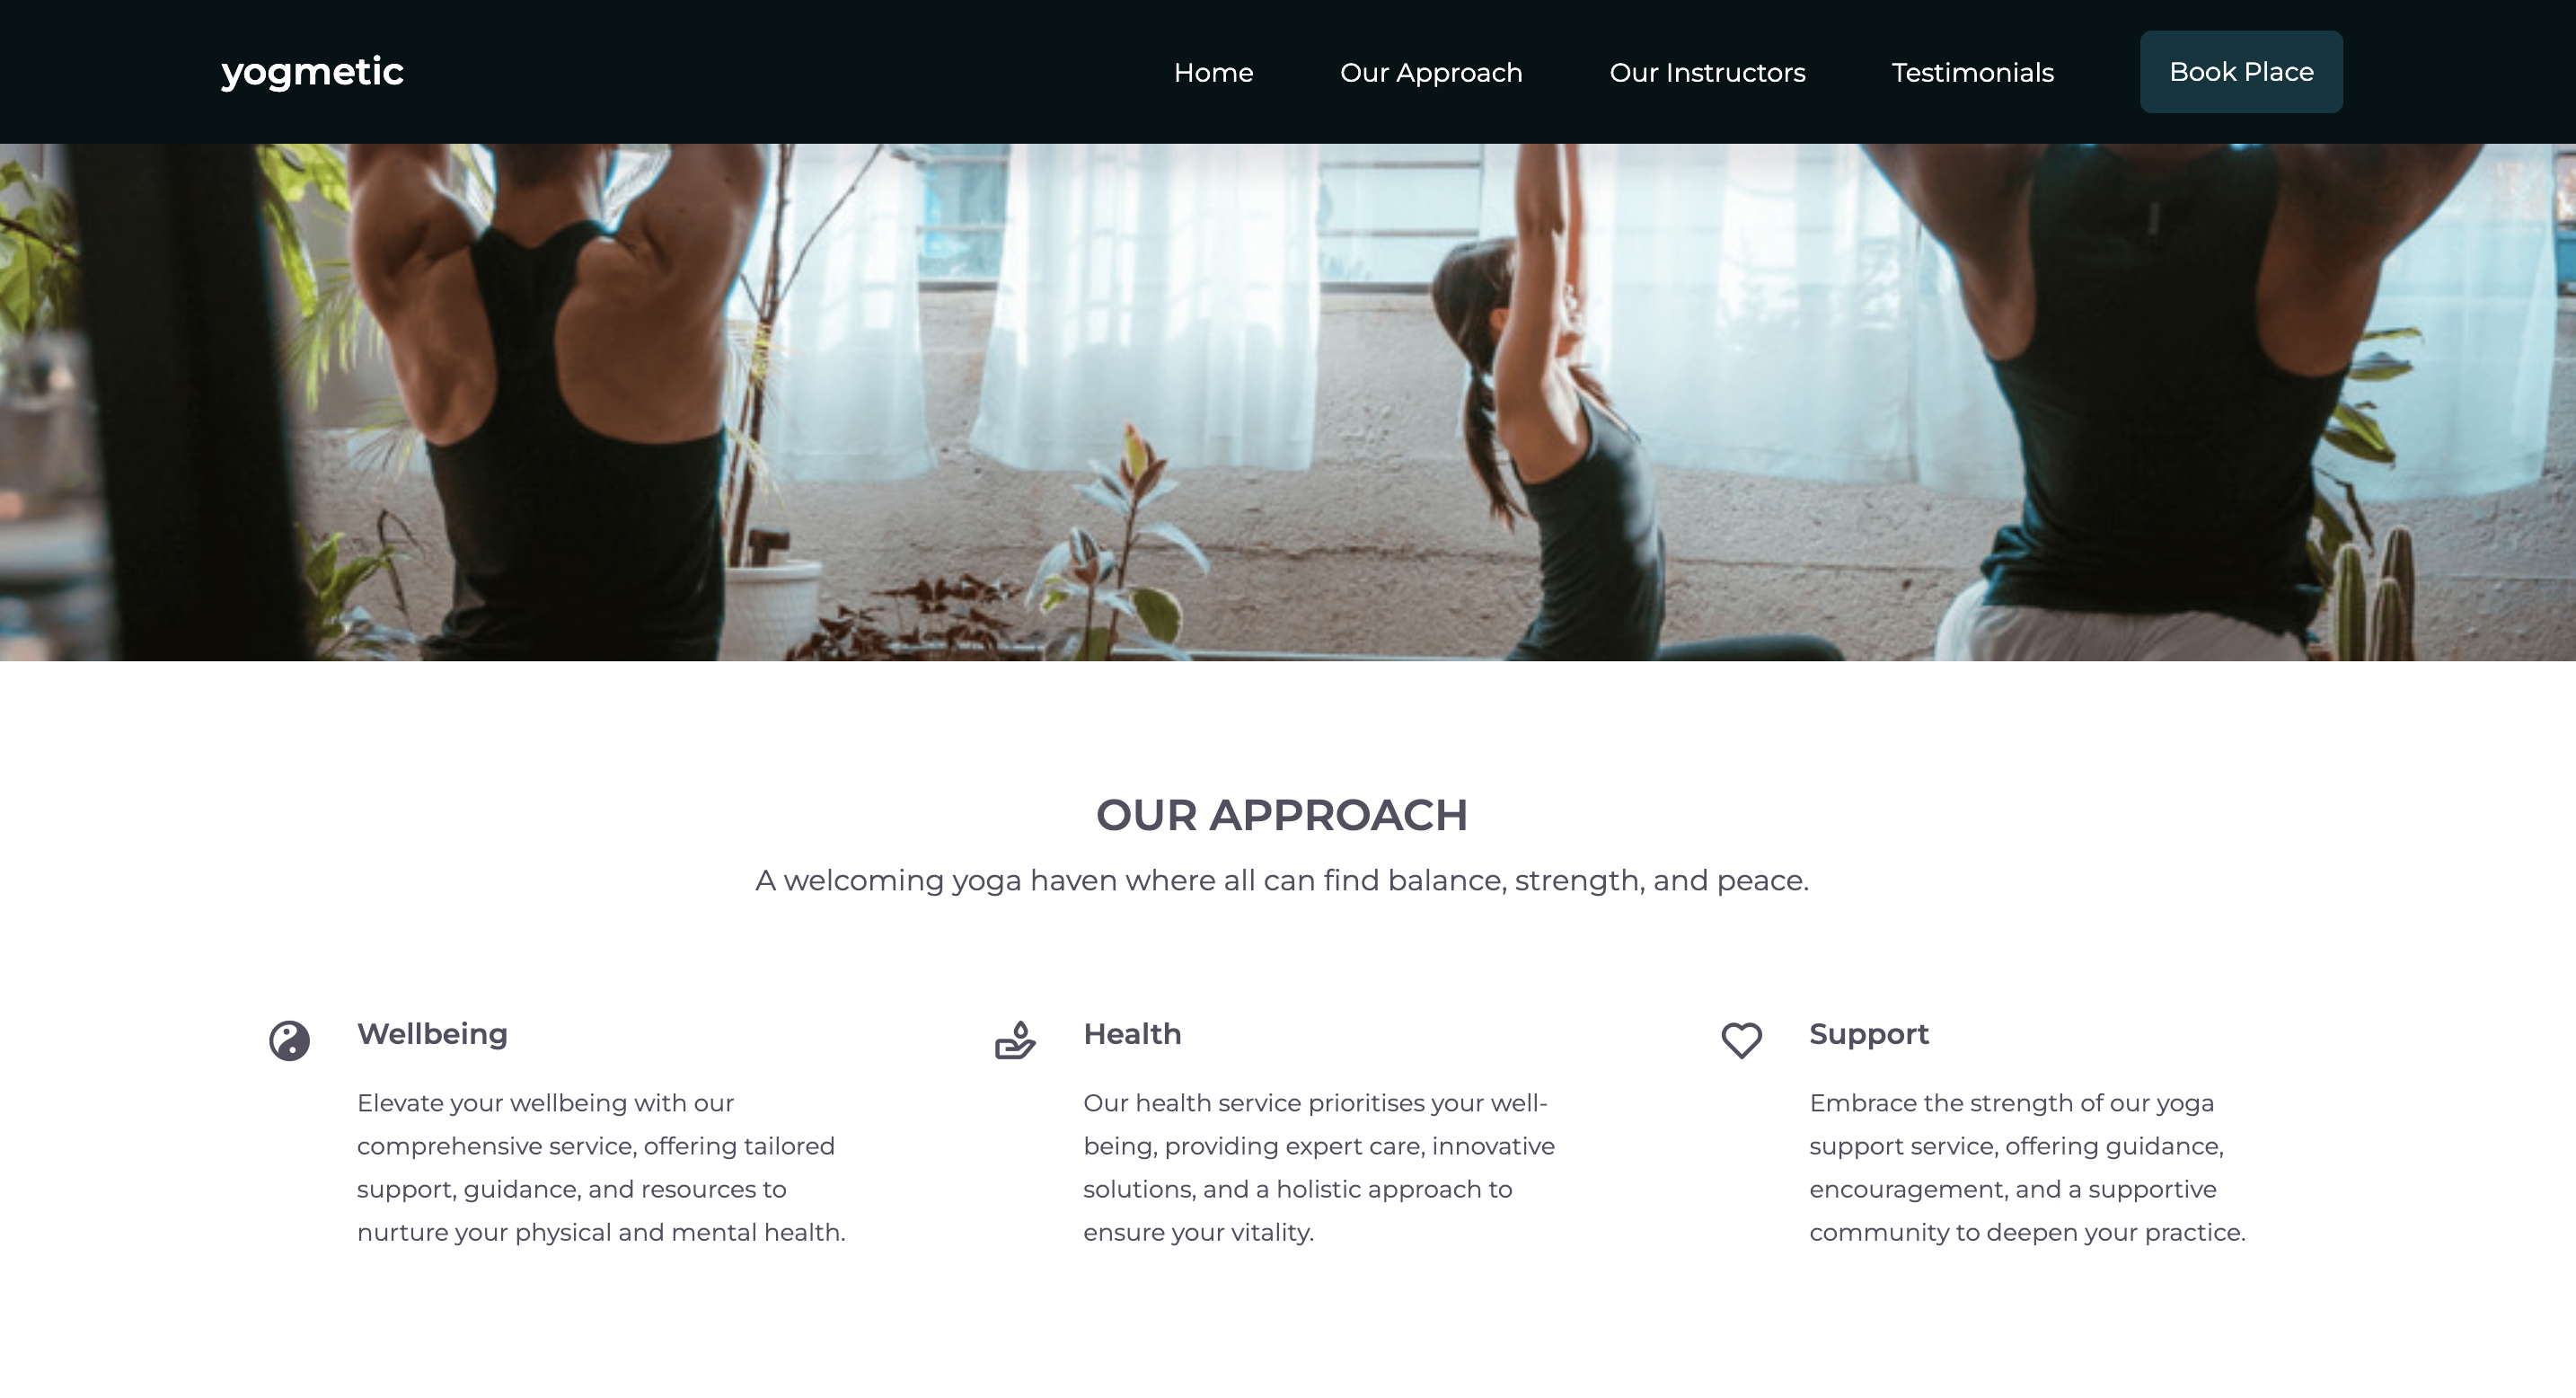 yogmetic
Home
Our Approach
Our Instructors
Testimonials
Book Place
OUR APPROACH
A welcoming yoga haven where all can find balance, strength, and peace.
Wellbeing
Elevate your wellbeing with our
comprehensive service, offering tailored
support, guidance, and resources to
nurture your physical and mental health.
Health
Our health service prioritises your well-
being, providing expert care, innovative
solutions, and a holistic approach to
ensure your vitality.
Support
Embrace the strength of our yoga
support service, offering guidance,
encouragement, and a supportive
community to deepen your practice.